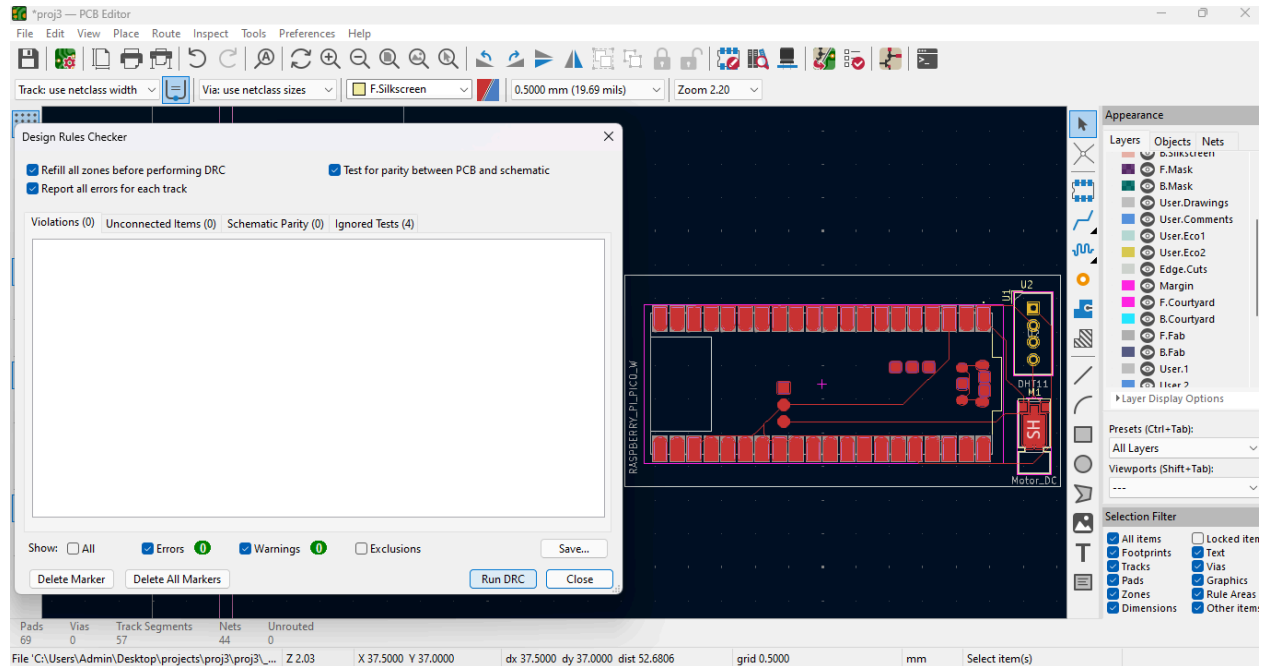 *proj3 — PCB Editor
File Edit View Place Route Inspect Tools Preferences Help
Track: use netclass width Via: use netclass sizes F.Silkscreen 0.5000 mm (19.69 mils) Zoom 2.20
Design Rules Checker
Refill all zones before performing DRC Test for parity between PCB and schematic
Report all errors for each track
Violations (0) Unconnected Items (0) Schematic Parity (0) Ignored Tests (4)
Show: All Errors 0 Warnings 0 Exclusions Save...
Delete Marker Delete All Markers Run DRC Close
U1
U2
RASPBERRY_PI_PICO_W
DHT11
M1
SH
Motor_DC
Appearance
Layers Objects Nets
B.Silkscreen
F.Mask
B.Mask
User.Drawings
User.Comments
User.Eco1
User.Eco2
Edge.Cuts
Margin
F.Courtyard
B.Courtyard
F.Fab
B.Fab
User.1
User.2
Layer Display Options
Presets (Ctrl+Tab):
All Layers
Viewports (Shift+Tab):
---
Selection Filter
All items Locked iten
Footprints Text
Tracks Vias
Pads Graphics
Zones Rule Areas
Dimensions Other items
Pads Vias Track Segments Nets Unrouted
69 0 57 44 0
File 'C:\Users\Admin\Desktop\projects\proj3\proj3\_... Z 2.03 X 37.5000 Y 37.0000 dx 37.5000 dy 37.0000 dist 52.6806 grid 0.5000 mm Select item(s)